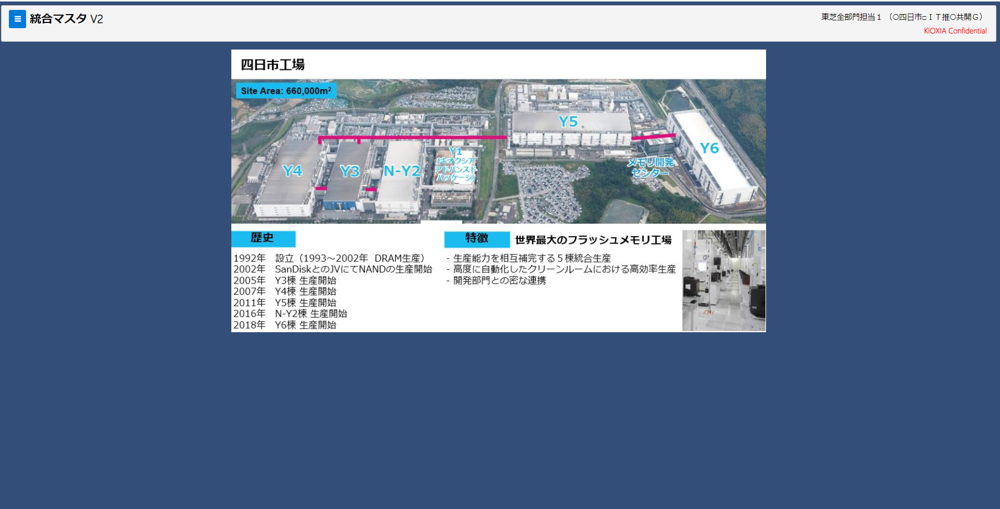 統合マスタ V2
東芝全部門担当１ （○四日市□ＩＴ推○共開Ｇ）
KIOXIA Confidential
四日市工場
Site Area: 660,000m²
Y5
Y6
Y4
Y3
N-Y2
Y1
(キオクシア
アドバンスド
パッケージ)
メモリ開発
センター
歴史
1992年 設立（1993～2002年 DRAM生産）
2002年 SanDiskとのJVにてNANDの生産開始
2005年 Y3棟 生産開始
2007年 Y4棟 生産開始
2011年 Y5棟 生産開始
2016年 N-Y2棟 生産開始
2018年 Y6棟 生産開始
特徴 世界最大のフラッシュメモリ工場
- 生産能力を相互補完する５棟統合生産
- 高度に自動化したクリーンルームにおける高効率生産
- 開発部門との密な連携